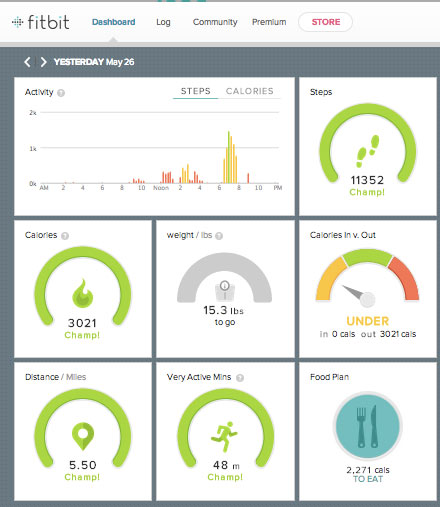 fitbit Dashboard Log Community Premium STORE
YESTERDAY May 26
Activity ? STEPS CALORIES
2k
1k
0k
AM 2 4 6 8 10 Noon 2 4 6 8 10 PM
Steps
11352
Champ!
Calories ?
3021
Champ!
weight / lbs ?
15.3 lbs
to go
Calories In v. Out
UNDER
in 0 cals out 3021 cals
Distance / Miles
5.50
Champ!
Very Active Mins ?
48 m
Champ!
Food Plan
2,271 cals
TO EAT